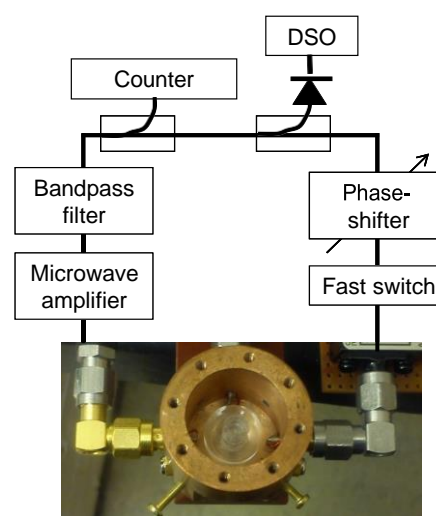 DSO
Counter
Bandpass
filter
Phase-
shifter
Microwave
amplifier
Fast switch